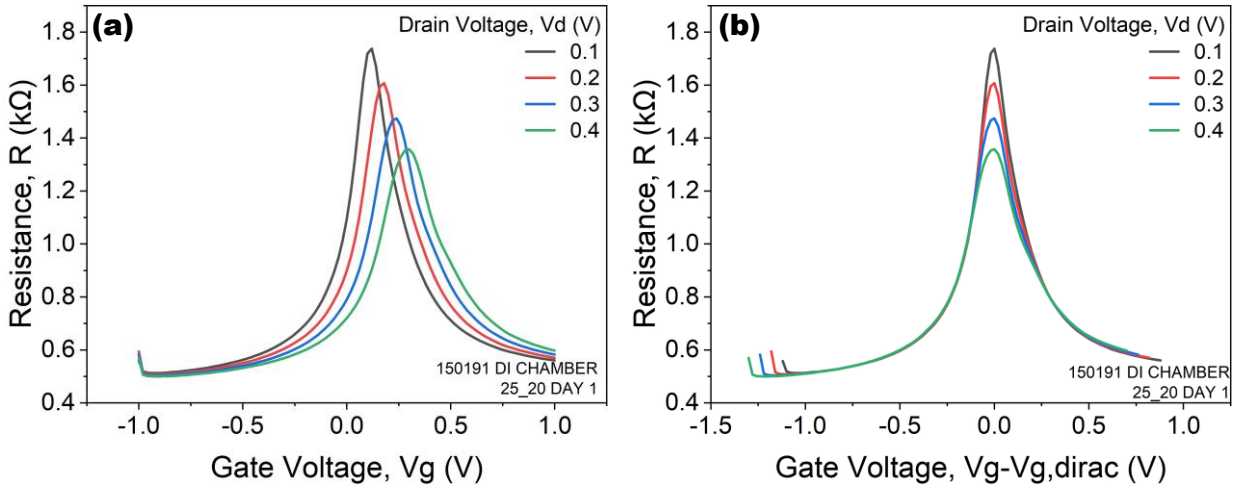 (a)
Drain Voltage, Vd (V)
0.1
0.2
0.3
0.4
1.8
1.6
1.4
1.2
1.0
0.8
0.6
0.4
Resistance, R (kΩ)
150191 DI CHAMBER
25_20 DAY 1
-1.0
-0.5
0.0
0.5
1.0
Gate Voltage, Vg (V)
(b)
Drain Voltage, Vd (V)
0.1
0.2
0.3
0.4
1.8
1.6
1.4
1.2
1.0
0.8
0.6
0.4
Resistance, R (kΩ)
150191 DI CHAMBER
25_20 DAY 1
-1.5
-1.0
-0.5
0.0
0.5
1.0
Gate Voltage, Vg-Vg,dirac (V)